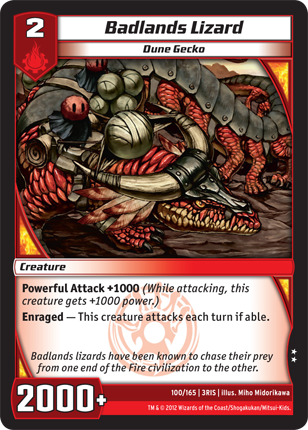 2
Badlands Lizard
Dune Gecko
Creature
Powerful Attack +1000 (While attacking, this
creature gets +1000 power.)
Enraged — This creature attacks each turn if able.
Badlands lizards have been known to chase their prey
from one end of the Fire civilization to the other.
2000+
100/165 | 3RIS | illus. Miho Midorikawa
TM & © 2012 Wizards of the Coast/Shogakukan/Mitsui-Kids.